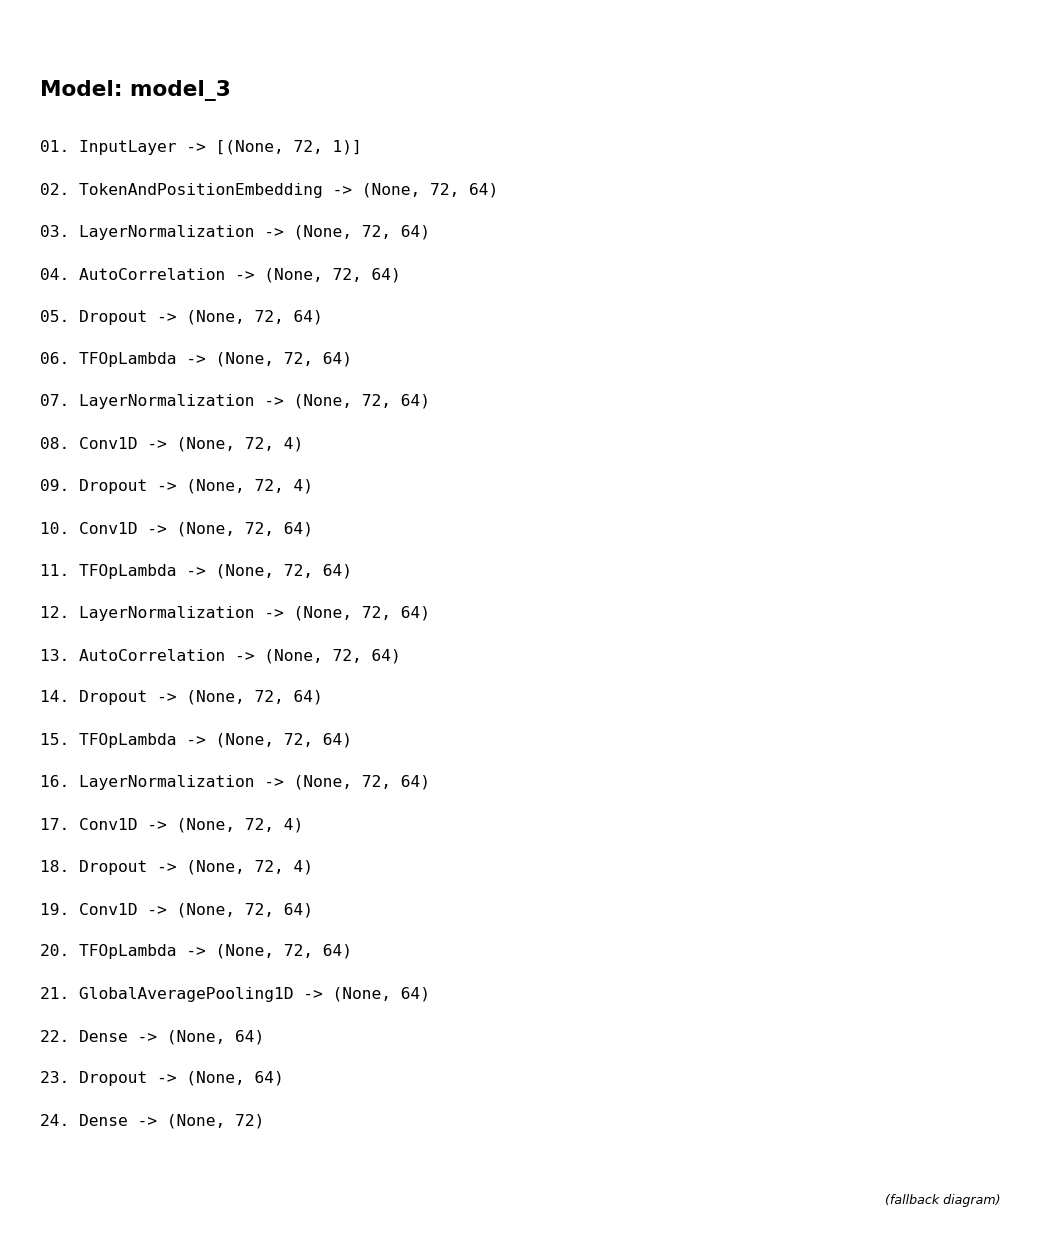 Model: model_3
01. InputLayer -> [(None, 72, 1)]
02. TokenAndPositionEmbedding -> (None, 72, 64)
03. LayerNormalization -> (None, 72, 64)
04. AutoCorrelation -> (None, 72, 64)
05. Dropout -> (None, 72, 64)
06. TFOpLambda -> (None, 72, 64)
07. LayerNormalization -> (None, 72, 64)
08. Conv1D -> (None, 72, 4)
09. Dropout -> (None, 72, 4)
10. Conv1D -> (None, 72, 64)
11. TFOpLambda -> (None, 72, 64)
12. LayerNormalization -> (None, 72, 64)
13. AutoCorrelation -> (None, 72, 64)
14. Dropout -> (None, 72, 64)
15. TFOpLambda -> (None, 72, 64)
16. LayerNormalization -> (None, 72, 64)
17. Conv1D -> (None, 72, 4)
18. Dropout -> (None, 72, 4)
19. Conv1D -> (None, 72, 64)
20. TFOpLambda -> (None, 72, 64)
21. GlobalAveragePooling1D -> (None, 64)
22. Dense -> (None, 64)
23. Dropout -> (None, 64)
24. Dense -> (None, 72)
(fallback diagram)